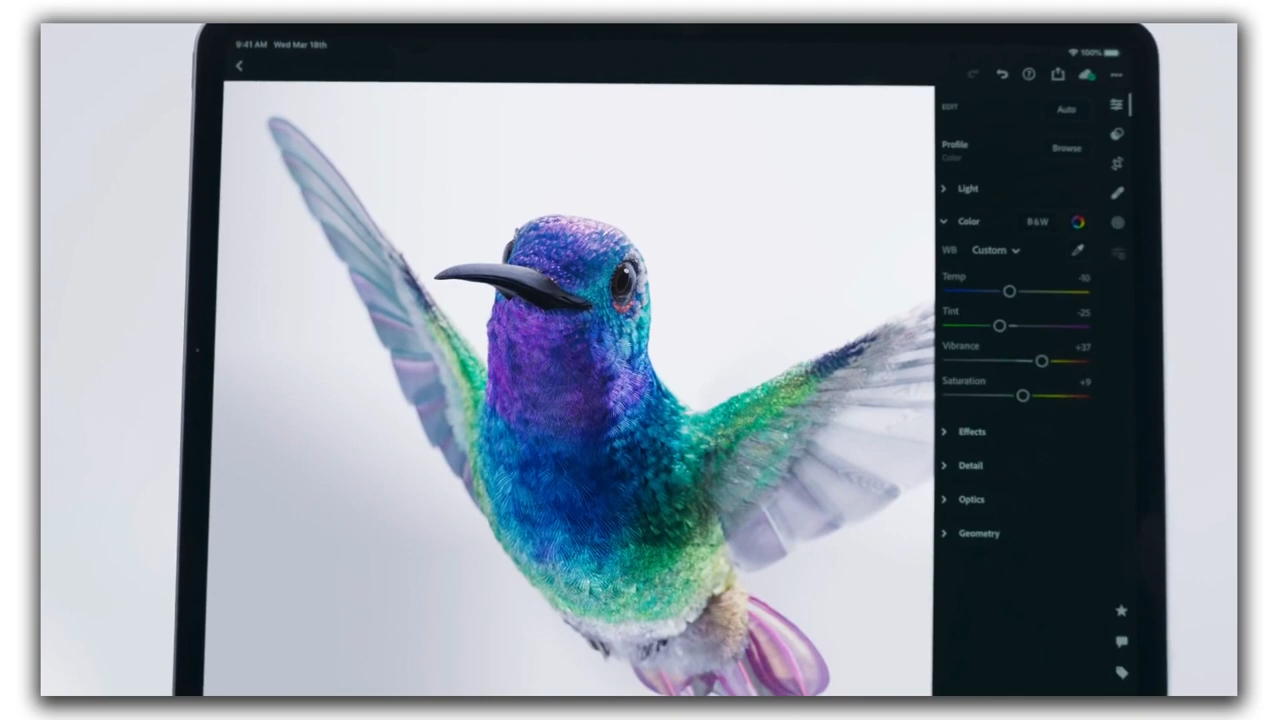 9:41 AM Wed Mar 18th
100%
EDIT
Auto
Profile
Color
Browse
Light
Color
B&W
WB
Custom
Temp
-10
Tint
-25
Vibrance
+37
Saturation
+9
Effects
Detail
Optics
Geometry